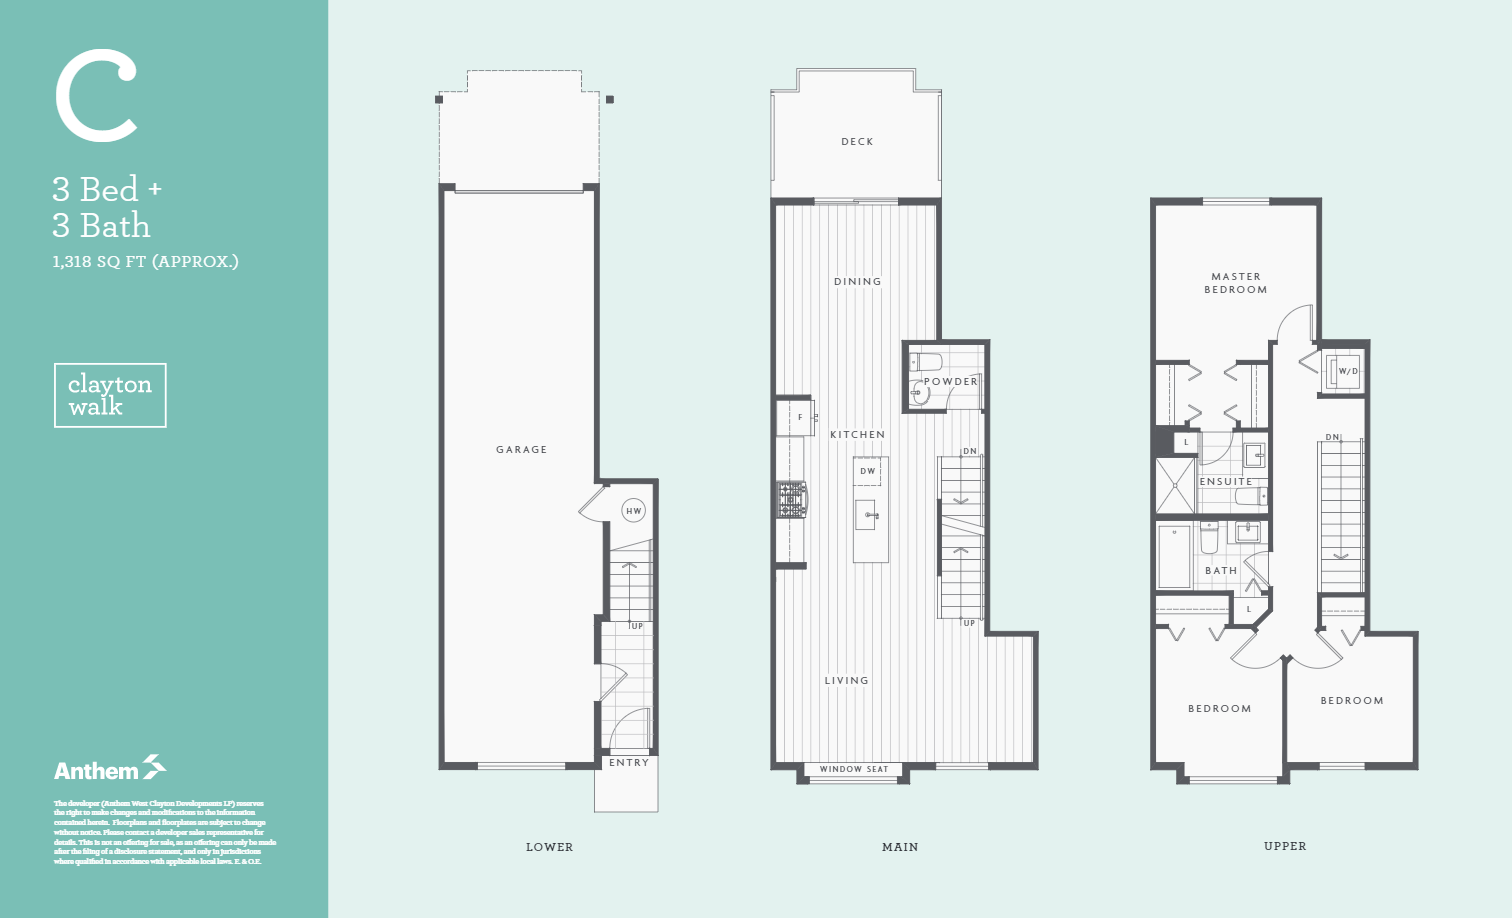 C
3 Bed +
3 Bath
1,318 SQ FT (APPROX.)
clayton
walk
Anthem
The developer (Anthem West Clayton Developments LP) reserves
the right to make changes and modifications to the information
contained herein. Floorplans and floorplates are subject to change
without notice. Please contact a developer sales representative for
details. This is not an offering for sale, as an offering can only be made
after the filing of a disclosure statement, and only in jurisdictions
where qualified in accordance with applicable local laws. E. & O.E.
GARAGE
HW
UP
ENTRY
LOWER
DECK
DINING
POWDER
F
KITCHEN
DN
DW
UP
LIVING
WINDOW SEAT
MAIN
MASTER
BEDROOM
W/D
DN
L
ENSUITE
BATH
L
BEDROOM
BEDROOM
UPPER